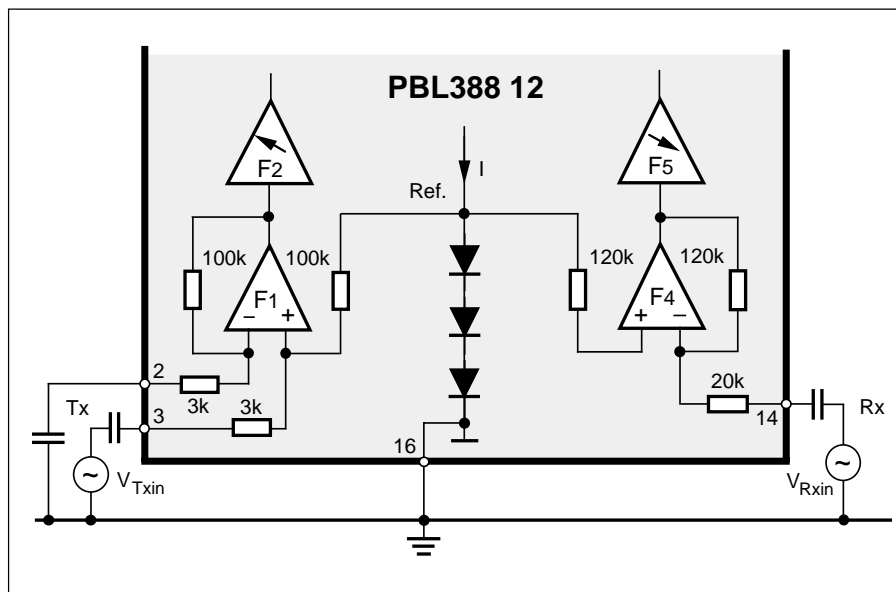 PBL388 12
F2
F5
I
Ref.
100k
100k
120k
120k
F1
F4
− +
+ −
2
3k
20k
Tx
3
3k
14
Rx
16
~
VTxin
~
VRxin